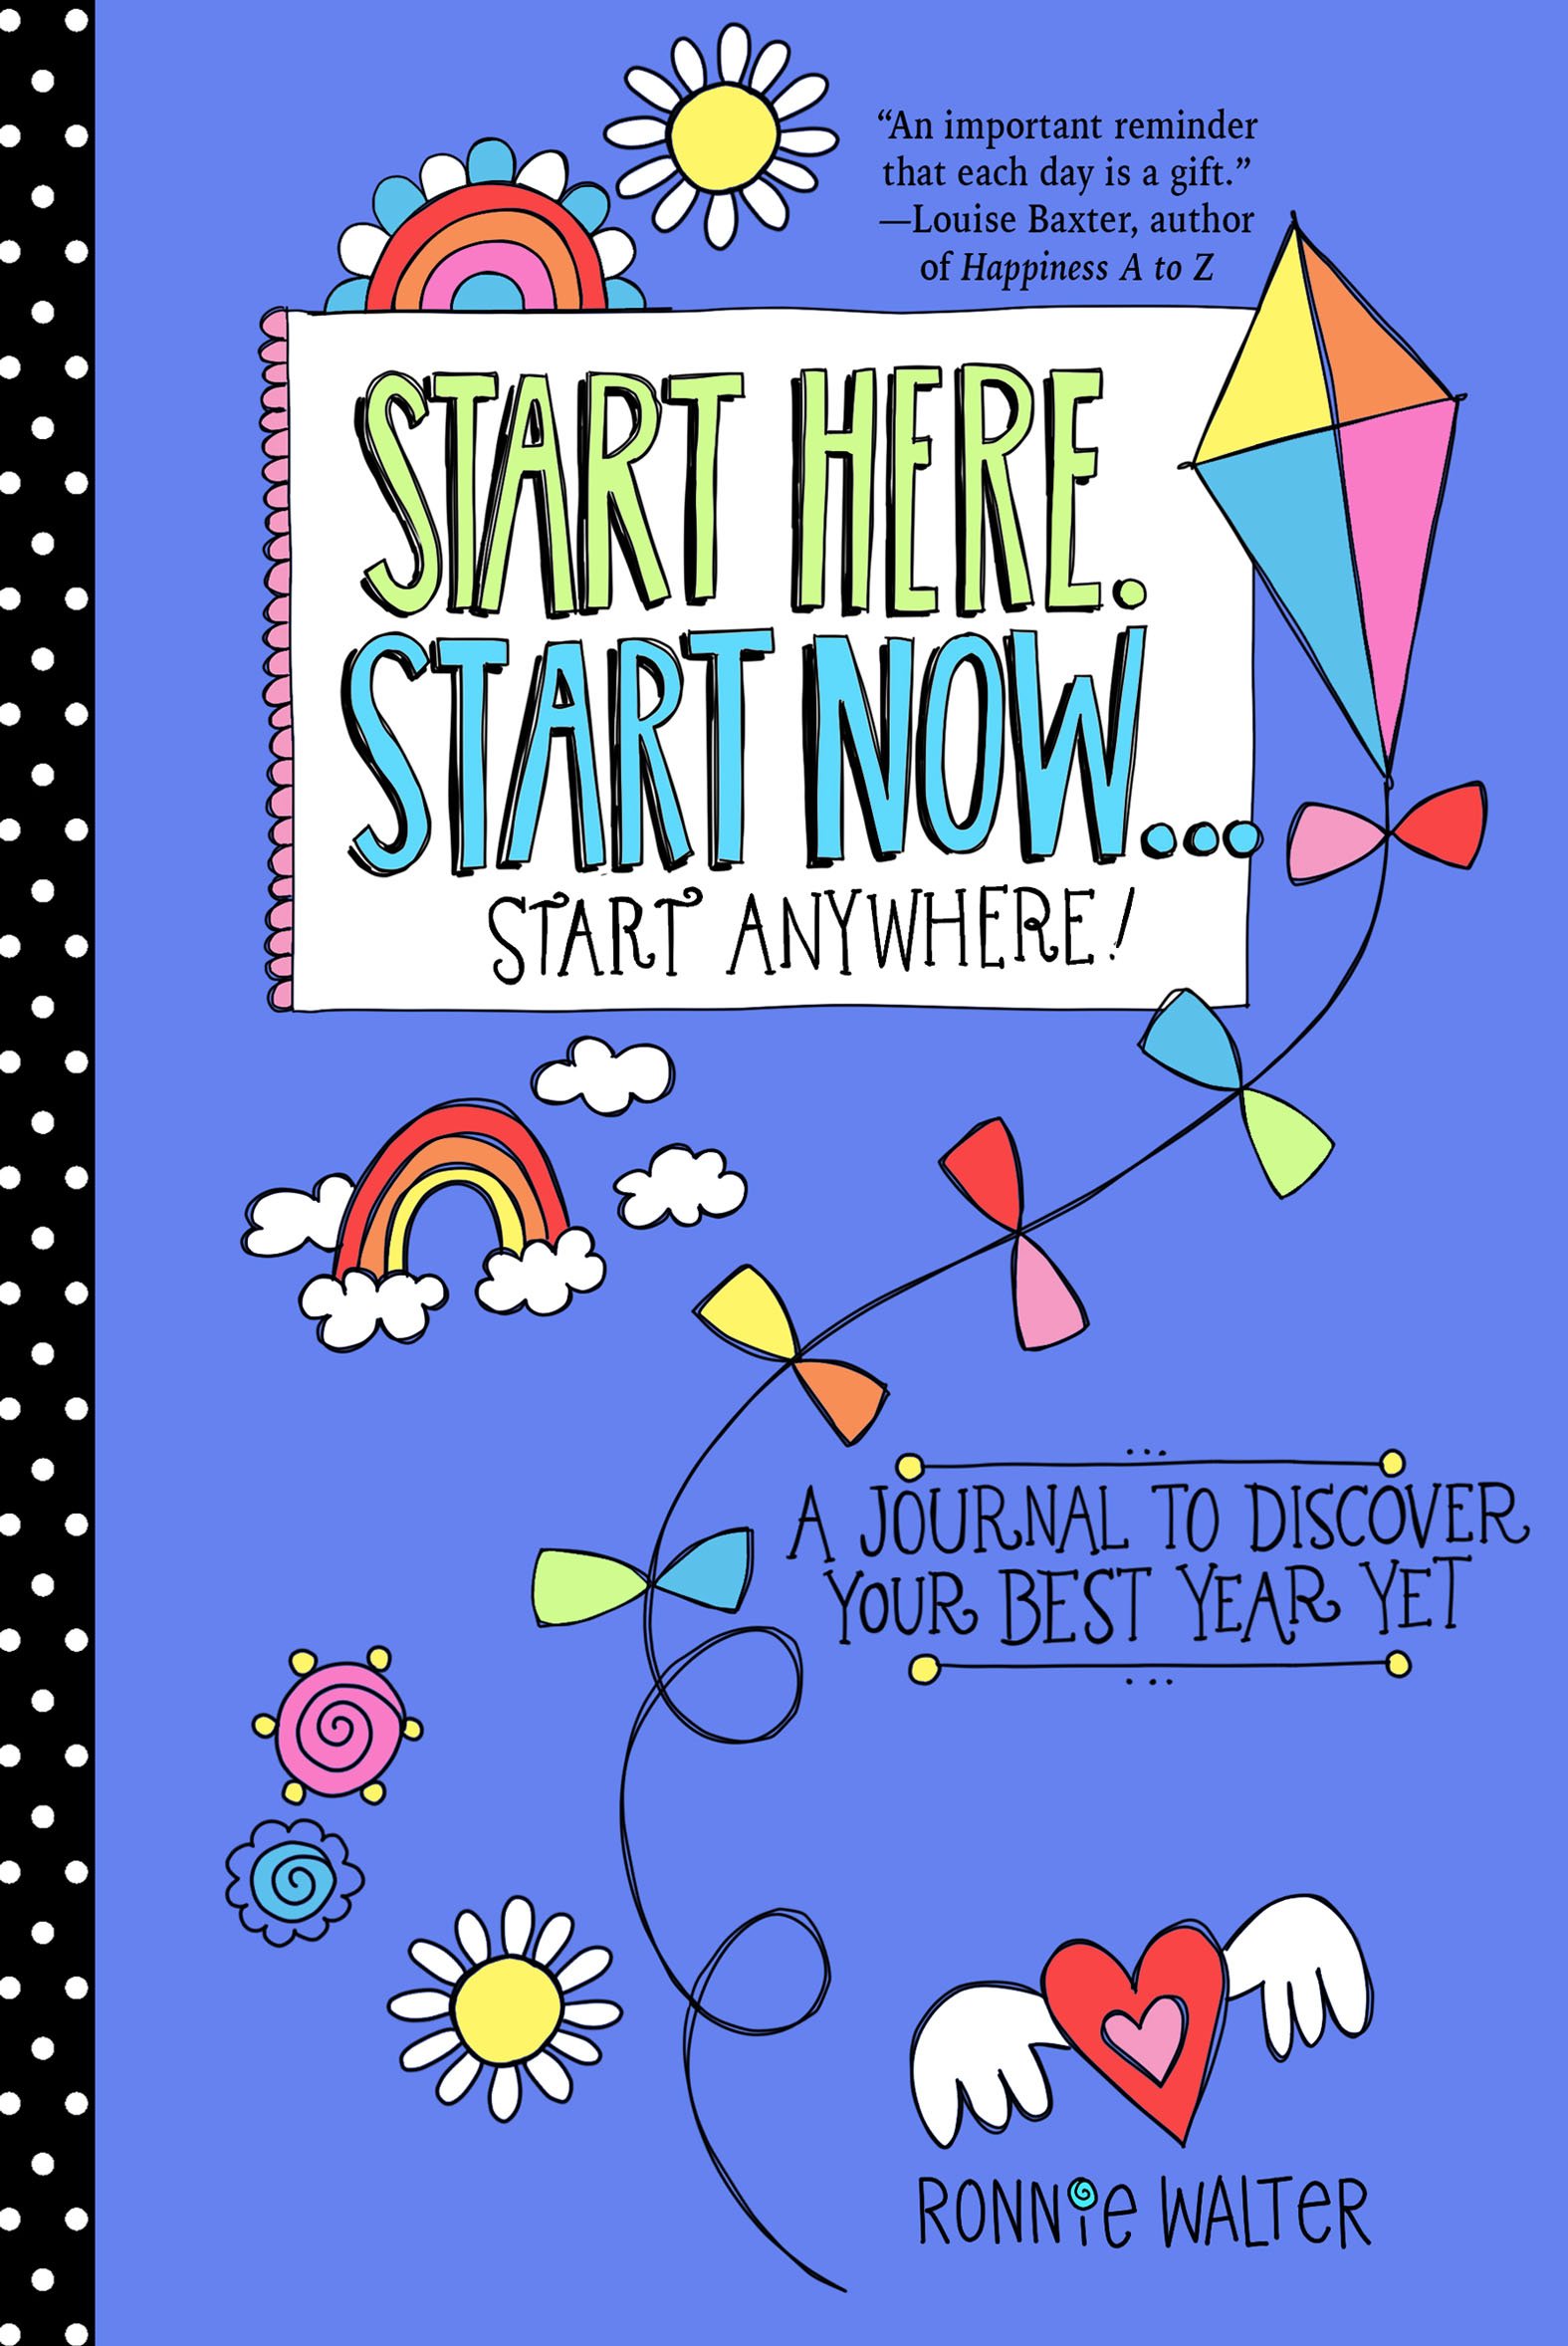 “An important reminder
that each day is a gift.”
—Louise Baxter, author
of Happiness A to Z
START HERE.
START NOW...
START ANYWHERE!
A JOURNAL TO DISCOVER
YOUR BEST YEAR YET
RONNie WALTeR